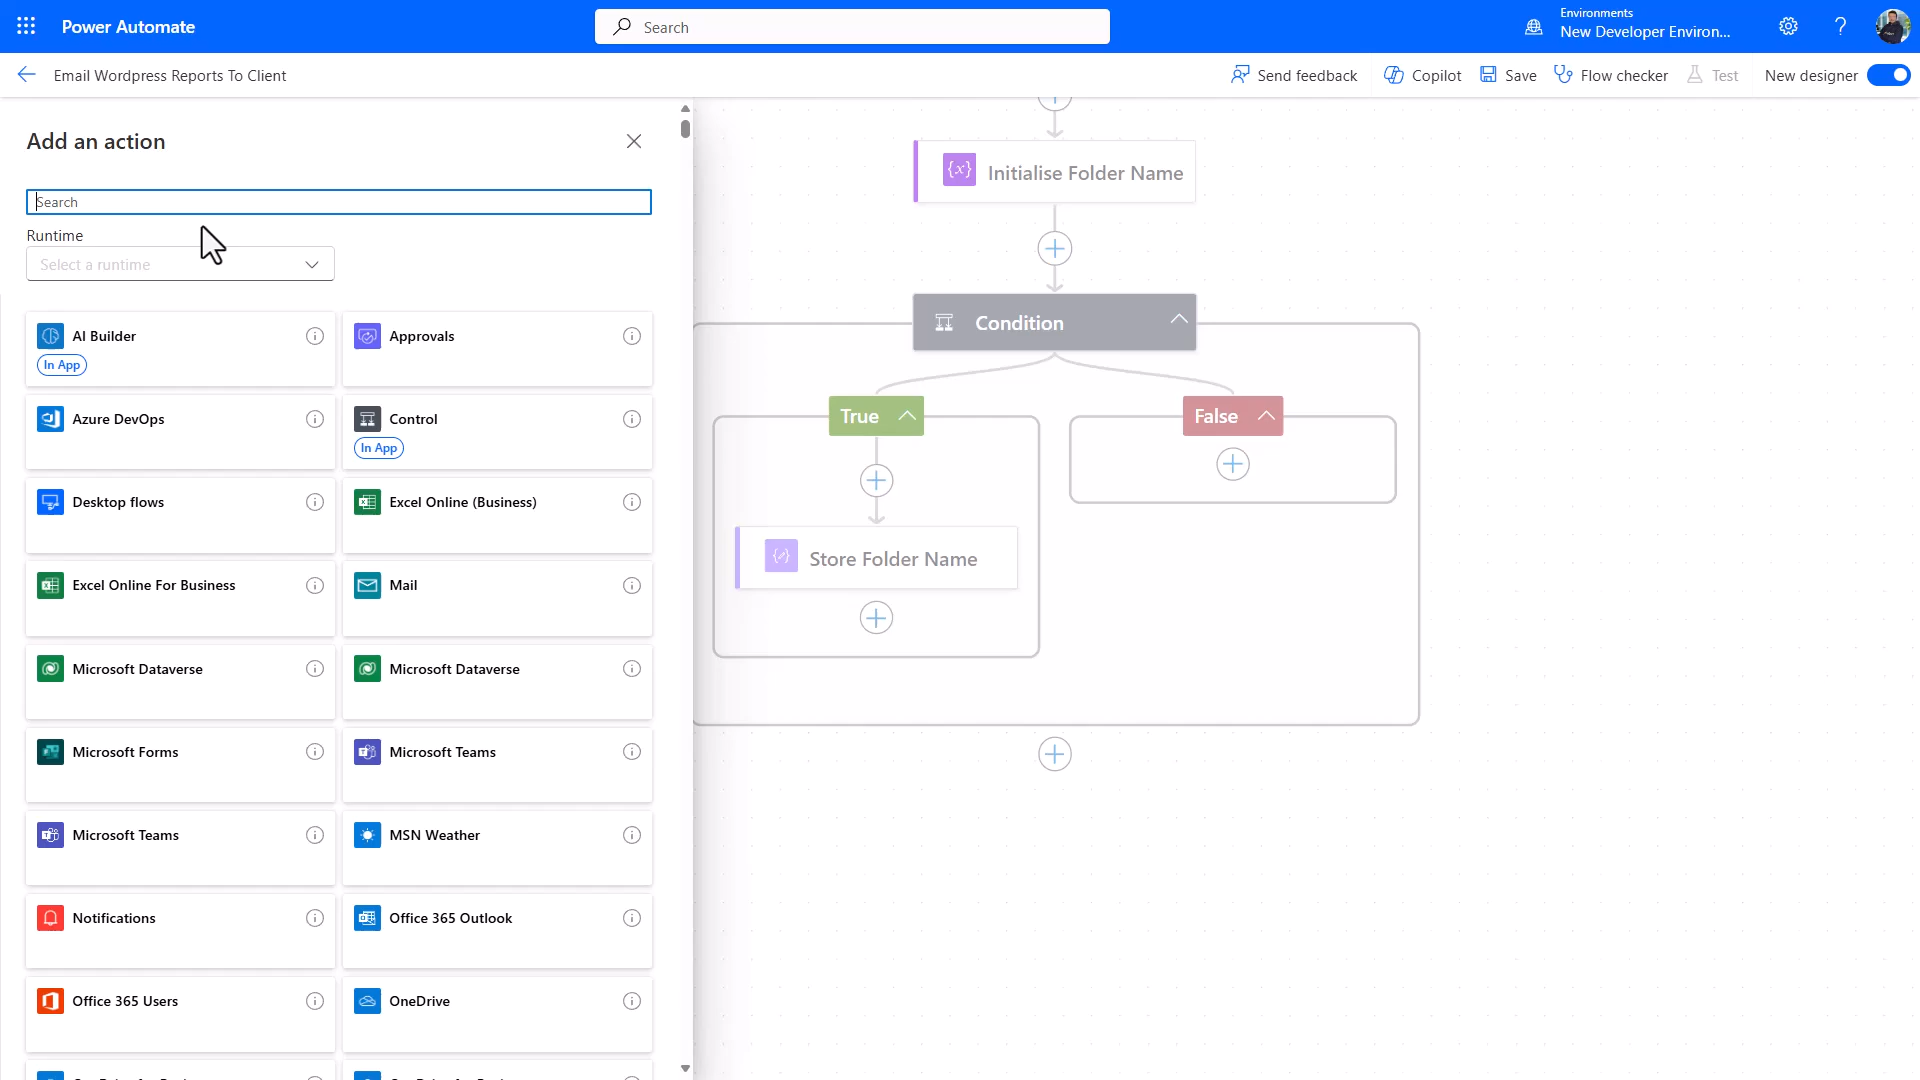 Power Automate
Search
Environments
New Developer Environ...
Email Wordpress Reports To Client
Send feedback
Copilot
Save
Flow checker
Test
New designer
Add an action
Search
Runtime
Select a runtime
AI Builder
In App
Approvals
Azure DevOps
Control
In App
Desktop flows
Excel Online (Business)
Excel Online For Business
Mail
Microsoft Dataverse
Microsoft Dataverse
Microsoft Forms
Microsoft Teams
Microsoft Teams
MSN Weather
Notifications
Office 365 Outlook
Office 365 Users
OneDrive
Initialise Folder Name
Condition
True
False
Store Folder Name